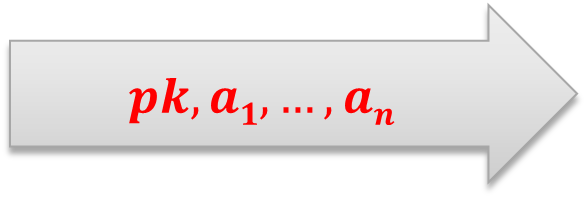 pk, a₁, … , aₙ